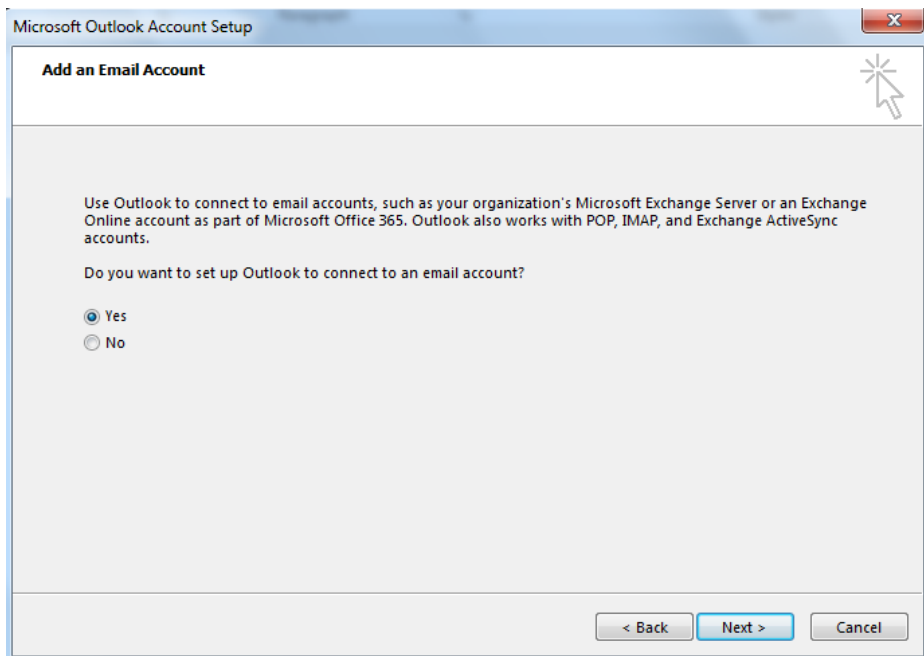 Microsoft Outlook Account Setup
Add an Email Account
Use Outlook to connect to email accounts, such as your organization's Microsoft Exchange Server or an Exchange
Online account as part of Microsoft Office 365. Outlook also works with POP, IMAP, and Exchange ActiveSync
accounts.
Do you want to set up Outlook to connect to an email account?
Yes
No
< Back Next > Cancel